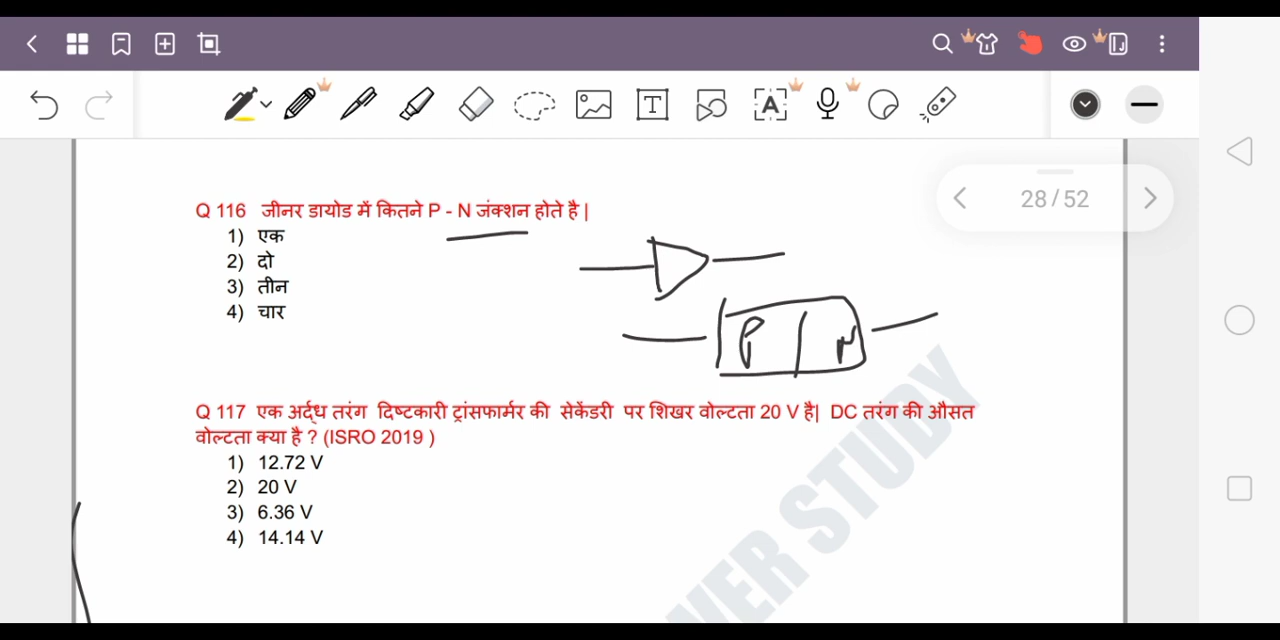 28/52
Q 116 जीनर डायोड में कितने P - N जंक्शन होते है |
1) एक
2) दो
3) तीन
4) चार
P N
Q 117 एक अर्द्ध तरंग दिष्टकारी ट्रांसफार्मर की सेकेंडरी पर शिखर वोल्टता 20 V है| DC तरंग की औसत
वोल्टता क्या है ? (ISRO 2019 )
1) 12.72 V
2) 20 V
3) 6.36 V
4) 14.14 V
VER STUDY